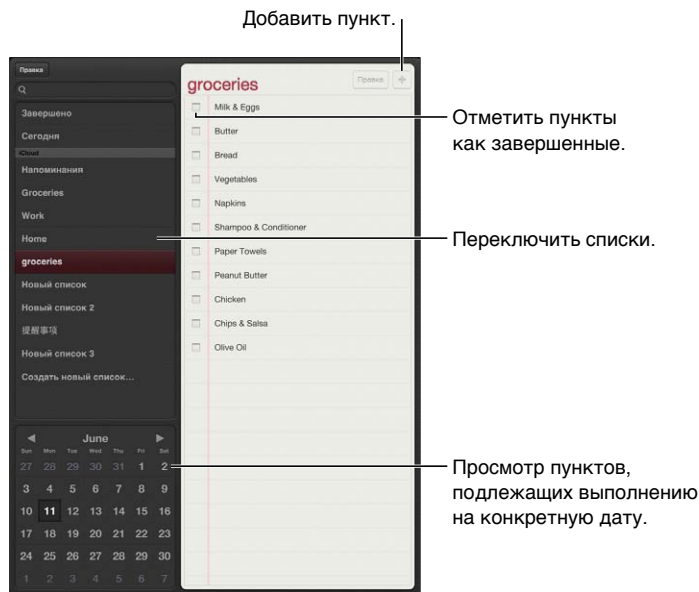 Добавить пункт.
Правка
Завершено
Сегодня
iCloud
Напоминания
Groceries
Work
Home
groceries
Новый список
Новый список 2
提醒事项
Новый список 3
Создать новый список...
June
Sun Mon Tue Wed Thu Fri Sat
27 28 29 30 31 1 2
3 4 5 6 7 8 9
10 11 12 13 14 15 16
17 18 19 20 21 22 23
24 25 26 27 28 29 30
1 2 3 4 5 6 7
groceries
Правка +
Milk & Eggs
Butter
Bread
Vegetables
Napkins
Shampoo & Conditioner
Paper Towels
Peanut Butter
Chicken
Chips & Salsa
Olive Oil
Отметить пункты
как завершенные.
Переключить списки.
Просмотр пунктов,
подлежащих выполнению
на конкретную дату.